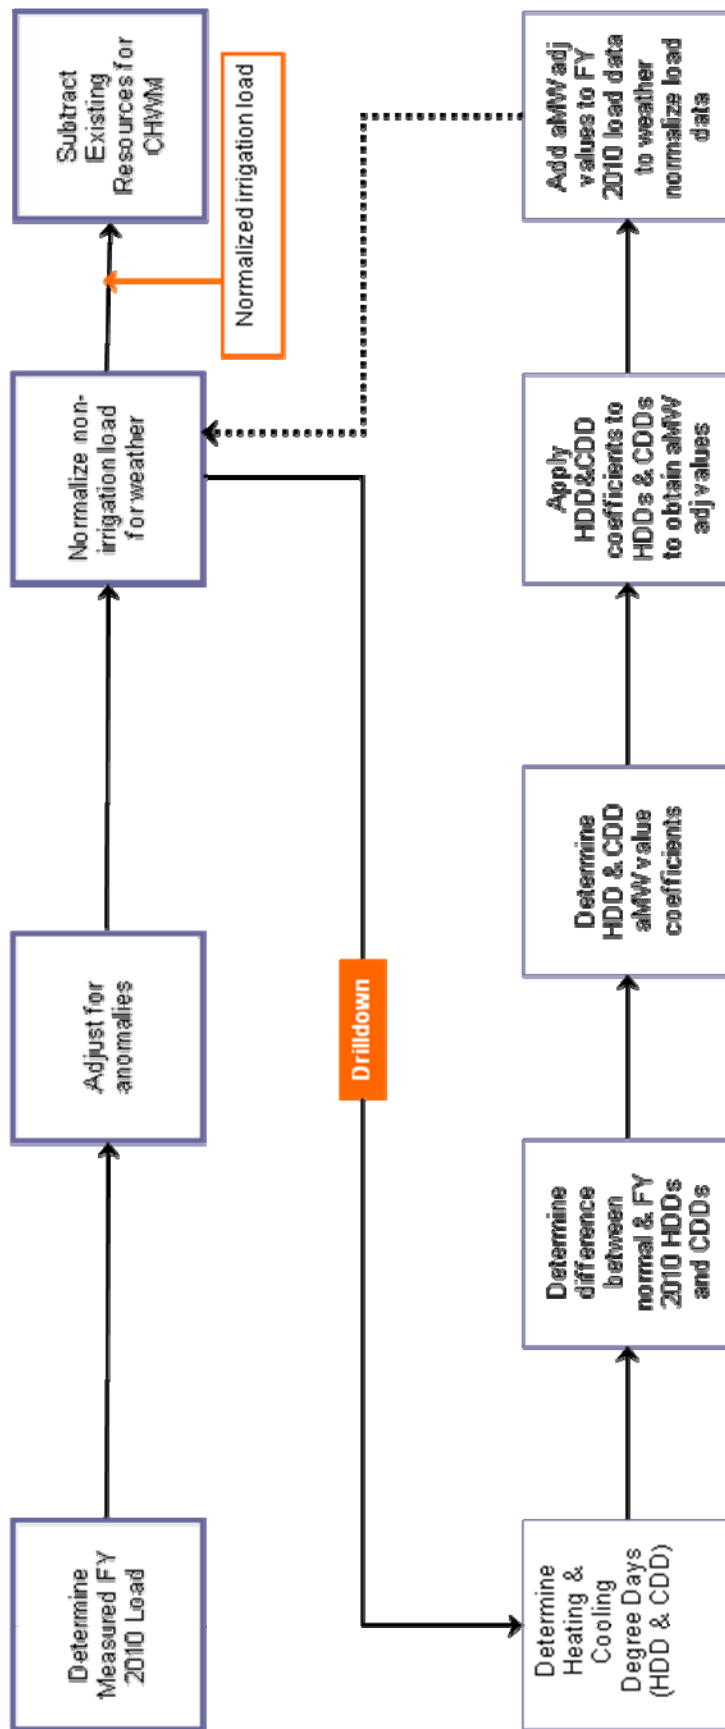 Determine
Measured FY
2010 Load
Adjust for
anomalies
Normalize non-
irrigation load
for weather
Subtract
Existing
Resources for
CHWM
Normalized irrigation load
Drilldown
Determine
Heating &
Cooling
Degree Days
(HDD & CDD)
Determine
difference
between
normal & FY
2010 HDDs
and CDDs
Determine
HDD & CDD
aMW value
coefficients
Apply
HDD&CDD
coefficients to
HDDs & CDDs
to obtain aMW
adj values
Add aMW adj
values to FY
2010 load data
to weather
normalize load
data